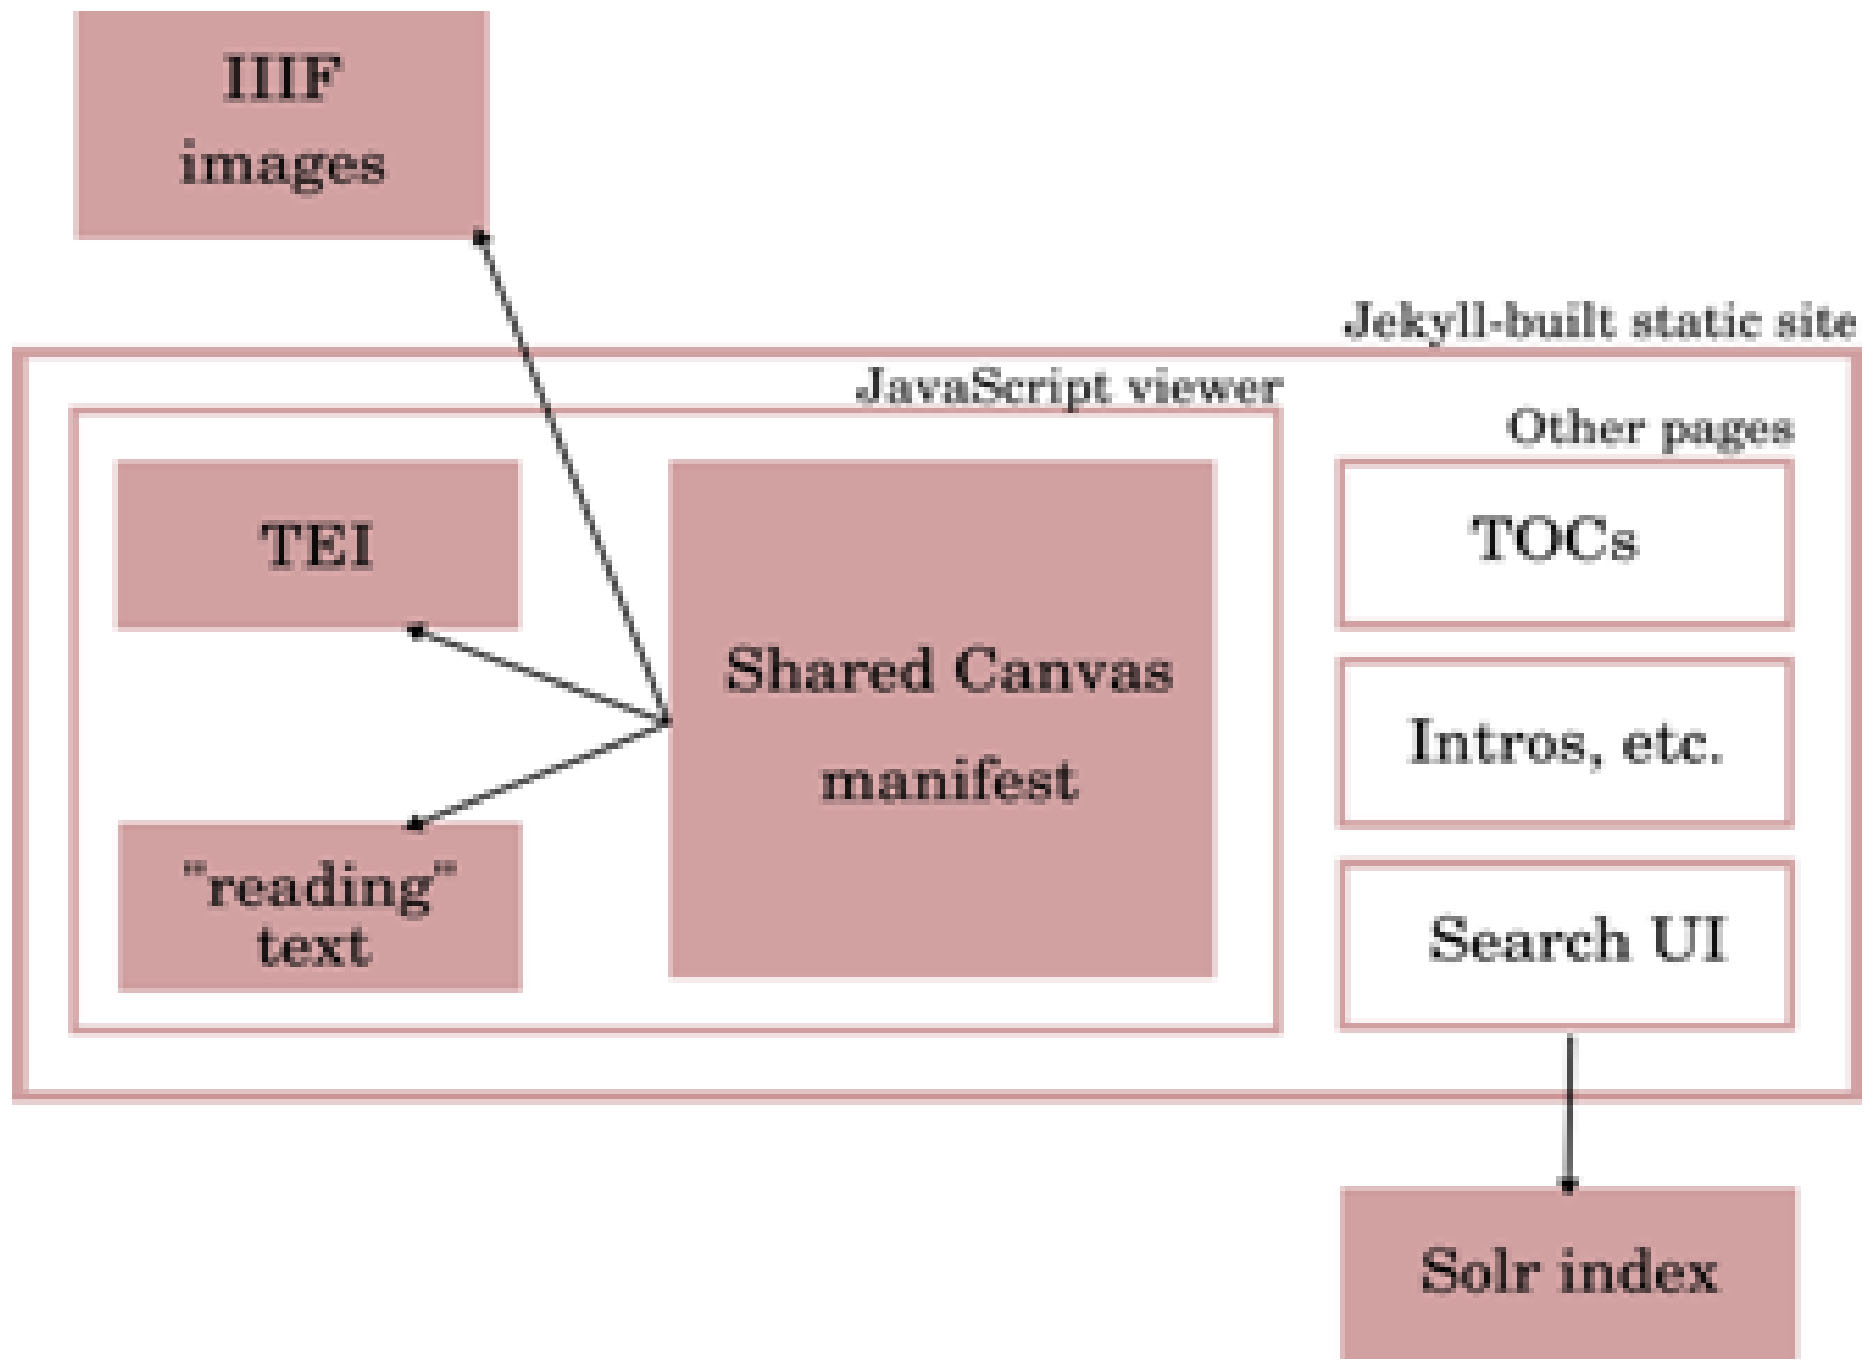 IIIF
images
Jekyll-built static site
JavaScript viewer
Other pages
TEI
"reading"
text
Shared Canvas
manifest
TOCs
Intros, etc.
Search UI
Solr index